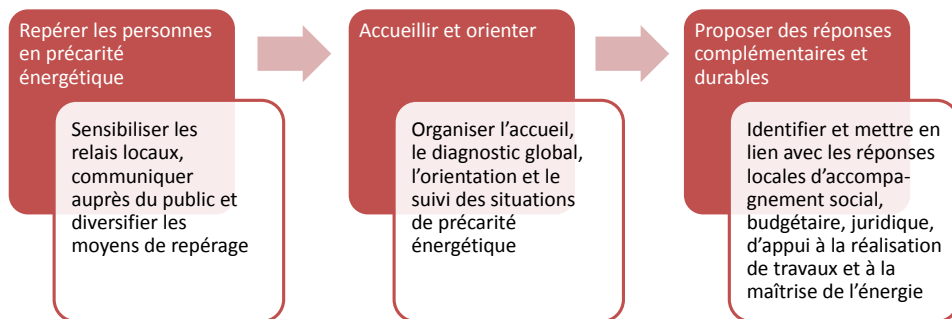 Repérer les personnes
en précarité
énergétique
Sensibiliser les
relais locaux,
communiquer
auprès du public et
diversifier les
moyens de repérage
Accueillir et orienter
Organiser l’accueil,
le diagnostic global,
l’orientation et le
suivi des situations
de précarité
énergétique
Proposer des réponses
complémentaires et
durables
Identifier et mettre en
lien avec les réponses
locales d’accompa-
gnement social,
budgétaire, juridique,
d’appui à la réalisation
de travaux et à la
maîtrise de l’énergie